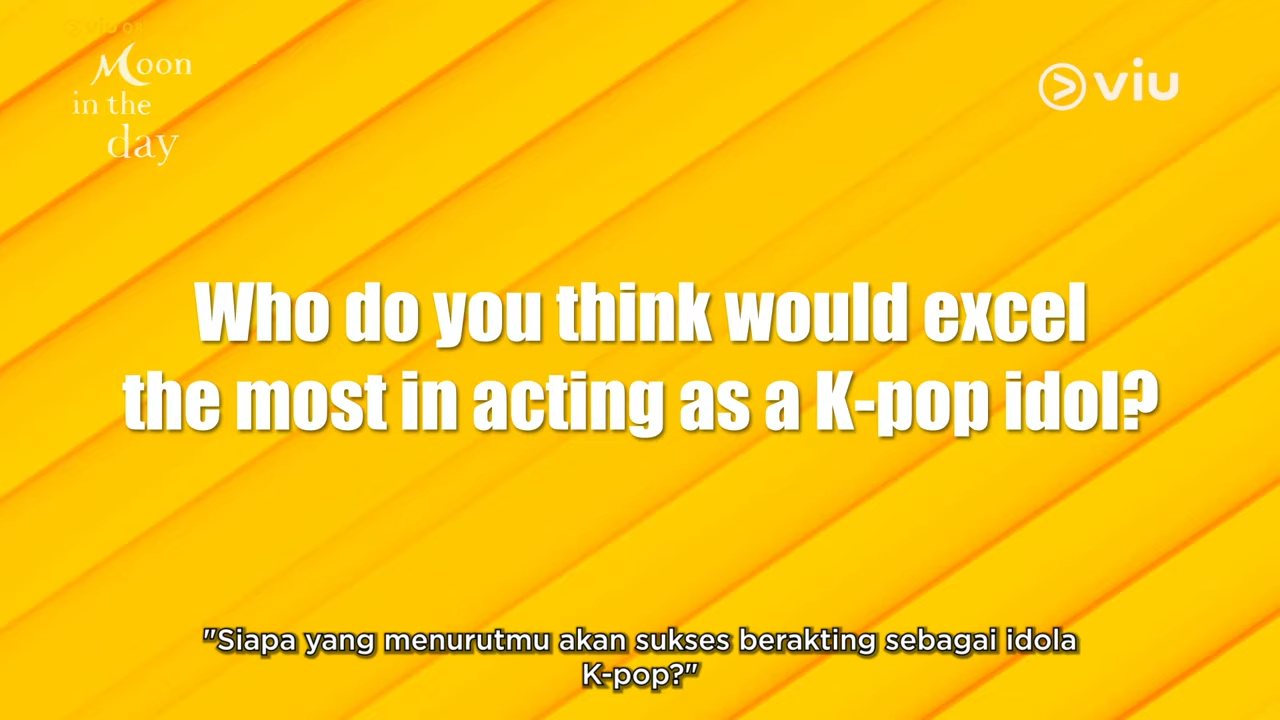 Moon
in the
day
viu
Who do you think would excel
the most in acting as a K-pop idol?
"Siapa yang menurutmu akan sukses berakting sebagai idola
K-pop?"